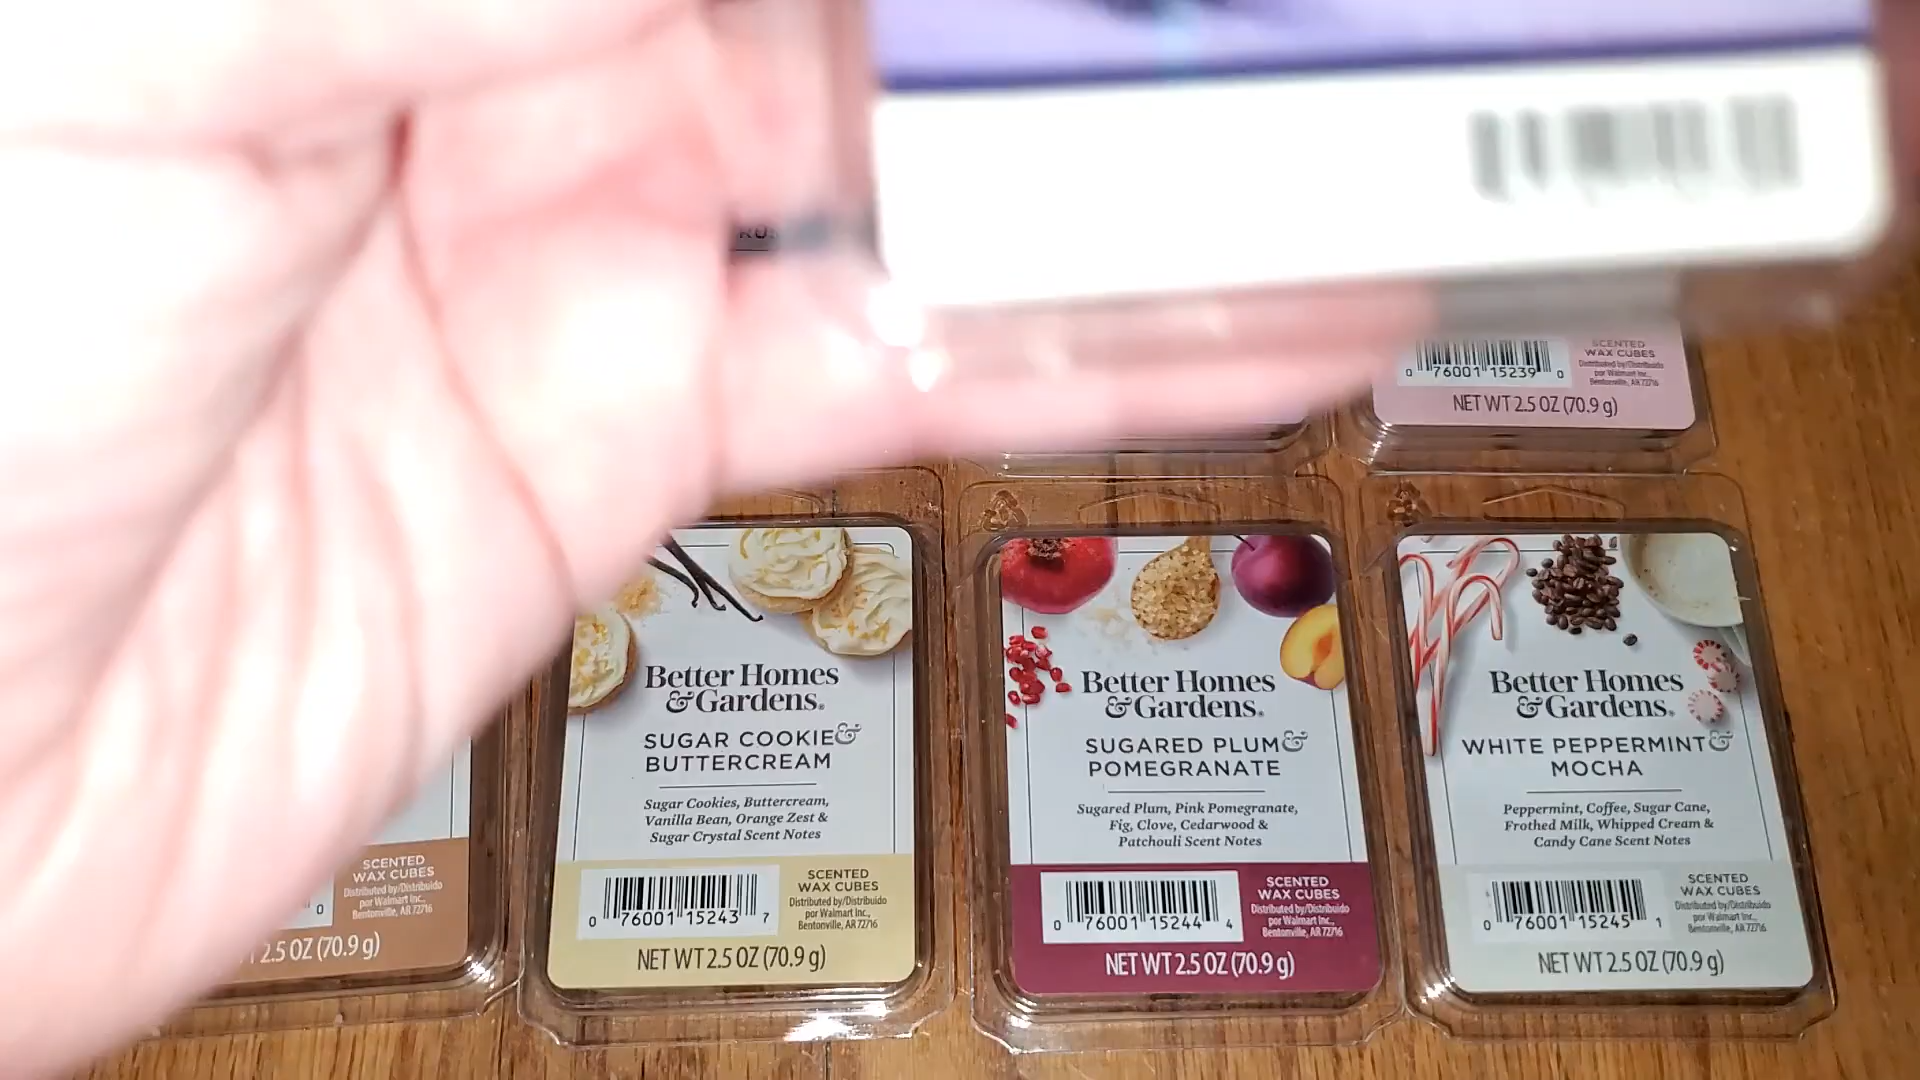 SCENTED
WAX CUBES
Distributed by/Distribuido
por Walmart Inc.,
Bentonville, AR 72716
0 76001 15239 0
NET WT 2.5 OZ (70.9 g)
SCENTED
WAX CUBES
Distributed by/Distribuido
por Walmart Inc.,
Bentonville, AR 72716
0
2.5 OZ (70.9 g)
Better Homes
& Gardens®
SUGAR COOKIE &
BUTTERCREAM
Sugar Cookies, Buttercream,
Vanilla Bean, Orange Zest &
Sugar Crystal Scent Notes
SCENTED
WAX CUBES
Distributed by/Distribuido
por Walmart Inc.,
Bentonville, AR 72716
0 76001 15243 7
NET WT 2.5 OZ (70.9 g)
Better Homes
& Gardens®
SUGARED PLUM &
POMEGRANATE
Sugared Plum, Pink Pomegranate,
Fig, Clove, Cedarwood &
Patchouli Scent Notes
SCENTED
WAX CUBES
Distributed by/Distribuido
por Walmart Inc.,
Bentonville, AR 72716
0 76001 15244 4
NET WT 2.5 OZ (70.9 g)
Better Homes
& Gardens®
WHITE PEPPERMINT &
MOCHA
Peppermint, Coffee, Sugar Cane,
Frothed Milk, Whipped Cream &
Candy Cane Scent Notes
SCENTED
WAX CUBES
Distributed by/Distribuido
por Walmart Inc.,
Bentonville, AR 72716
0 76001 15245 1
NET WT 2.5 OZ (70.9 g)